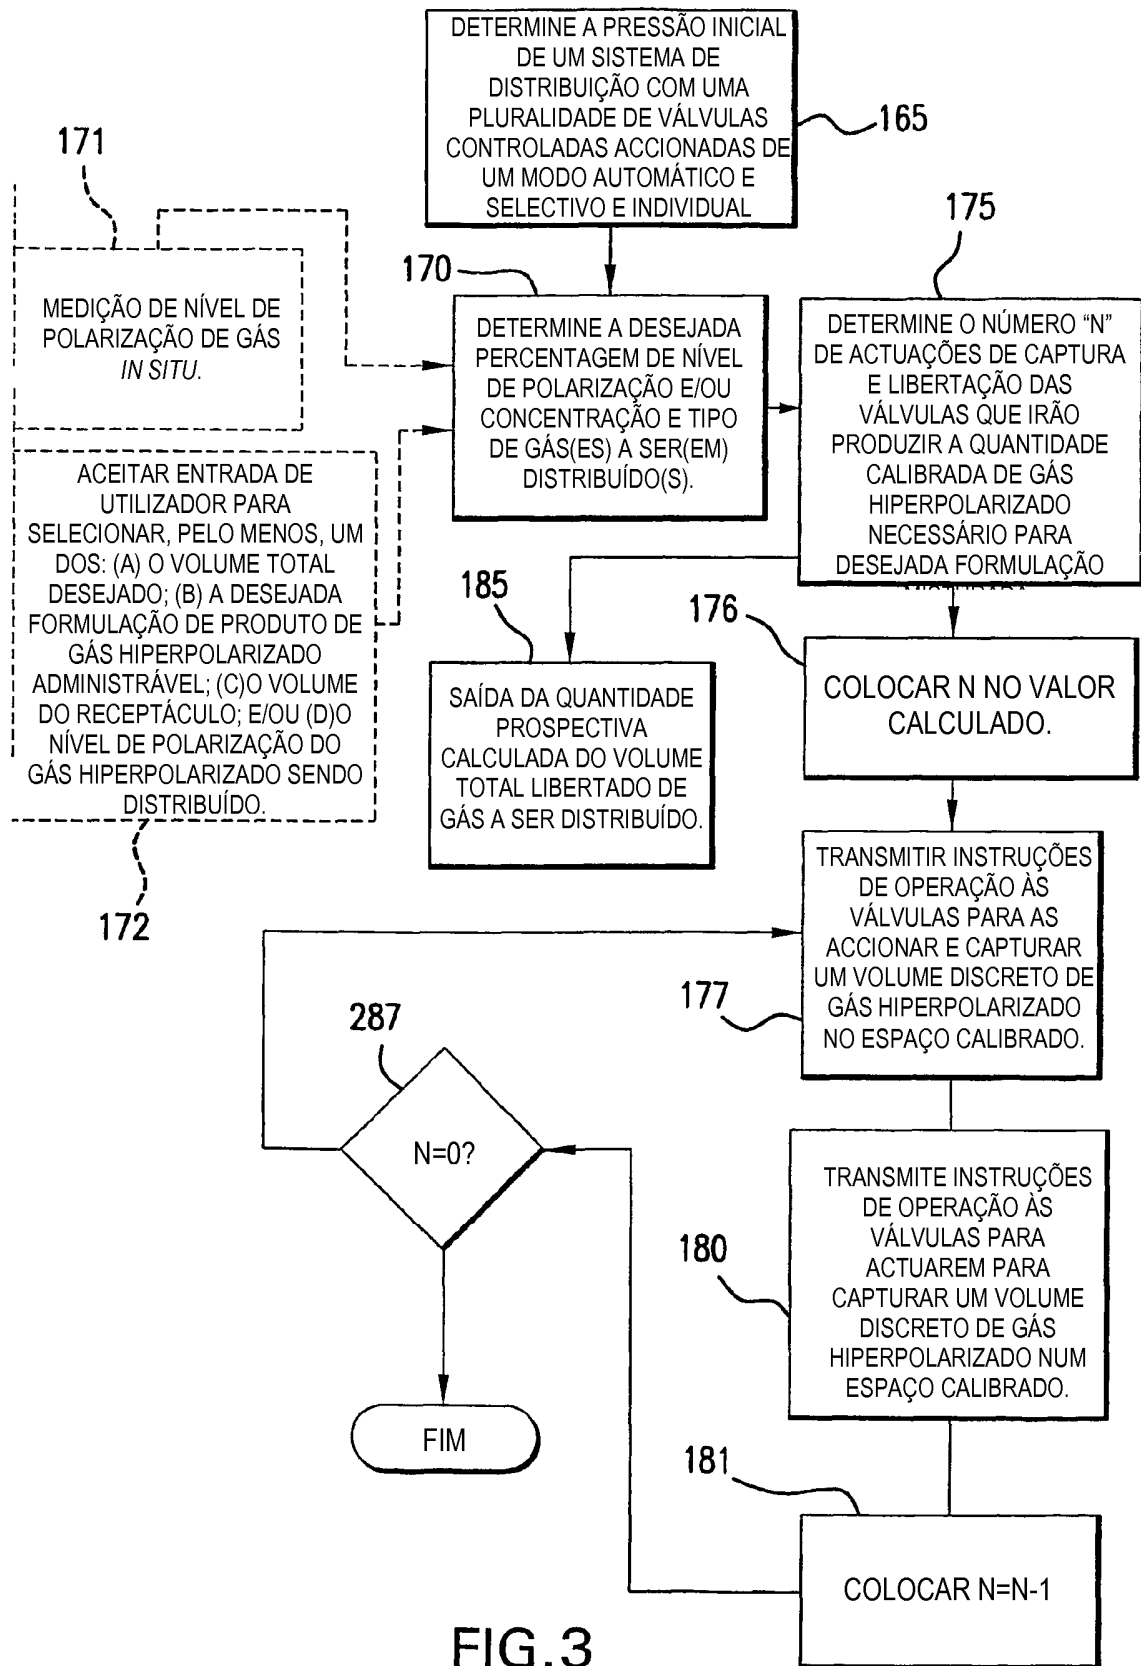 DETERMINE A PRESSÃO INICIAL
DE UM SISTEMA DE
DISTRIBUIÇÃO COM UMA
PLURALIDADE DE VÁLVULAS
CONTROLADAS ACCIONADAS DE
UM MODO AUTOMÁTICO E
SELECTIVO E INDIVIDUAL
165
171
MEDIÇÃO DE NÍVEL DE
POLARIZAÇÃO DE GÁS
IN SITU.
170
DETERMINE A DESEJADA
PERCENTAGEM DE NÍVEL
DE POLARIZAÇÃO E/OU
CONCENTRAÇÃO E TIPO
DE GÁS(ES) A SER(EM)
DISTRIBUÍDO(S).
175
DETERMINE O NÚMERO “N”
DE ACTUAÇÕES DE CAPTURA
E LIBERTAÇÃO DAS
VÁLVULAS QUE IRÃO
PRODUZIR A QUANTIDADE
CALIBRADA DE GÁS
HIPERPOLARIZADO
NECESSÁRIO PARA
DESEJADA FORMULAÇÃO
ACEITAR ENTRADA DE
UTILIZADOR PARA
SELECIONAR, PELO MENOS, UM
DOS: (A) O VOLUME TOTAL
DESEJADO; (B) A DESEJADA
FORMULAÇÃO DE PRODUTO DE
GÁS HIPERPOLARIZADO
ADMINISTRÁVEL; (C)O VOLUME
DO RECEPTÁCULO; E/OU (D)O
NÍVEL DE POLARIZAÇÃO DO
GÁS HIPERPOLARIZADO SENDO
DISTRIBUÍDO.
172
185
SAÍDA DA QUANTIDADE
PROSPECTIVA
CALCULADA DO VOLUME
TOTAL LIBERTADO DE
GÁS A SER DISTRIBUÍDO.
176
COLOCAR N NO VALOR
CALCULADO.
177
TRANSMITIR INSTRUÇÕES
DE OPERAÇÃO ÀS
VÁLVULAS PARA AS
ACCIONAR E CAPTURAR
UM VOLUME DISCRETO DE
GÁS HIPERPOLARIZADO
NO ESPAÇO CALIBRADO.
180
TRANSMITE INSTRUÇÕES
DE OPERAÇÃO ÀS
VÁLVULAS PARA
ACTUAREM PARA
CAPTURAR UM VOLUME
DISCRETO DE GÁS
HIPERPOLARIZADO NUM
ESPAÇO CALIBRADO.
181
COLOCAR N=N-1
287
N=0?
FIM
FIG.3